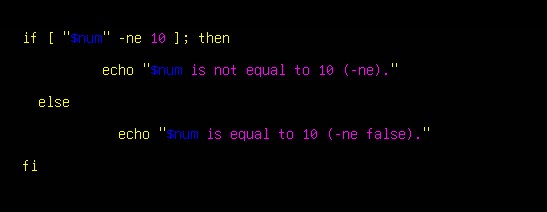 if [ "$num" -ne 10 ]; then
echo "$num is not equal to 10 (-ne)."
else
echo "$num is equal to 10 (-ne false)."
fi